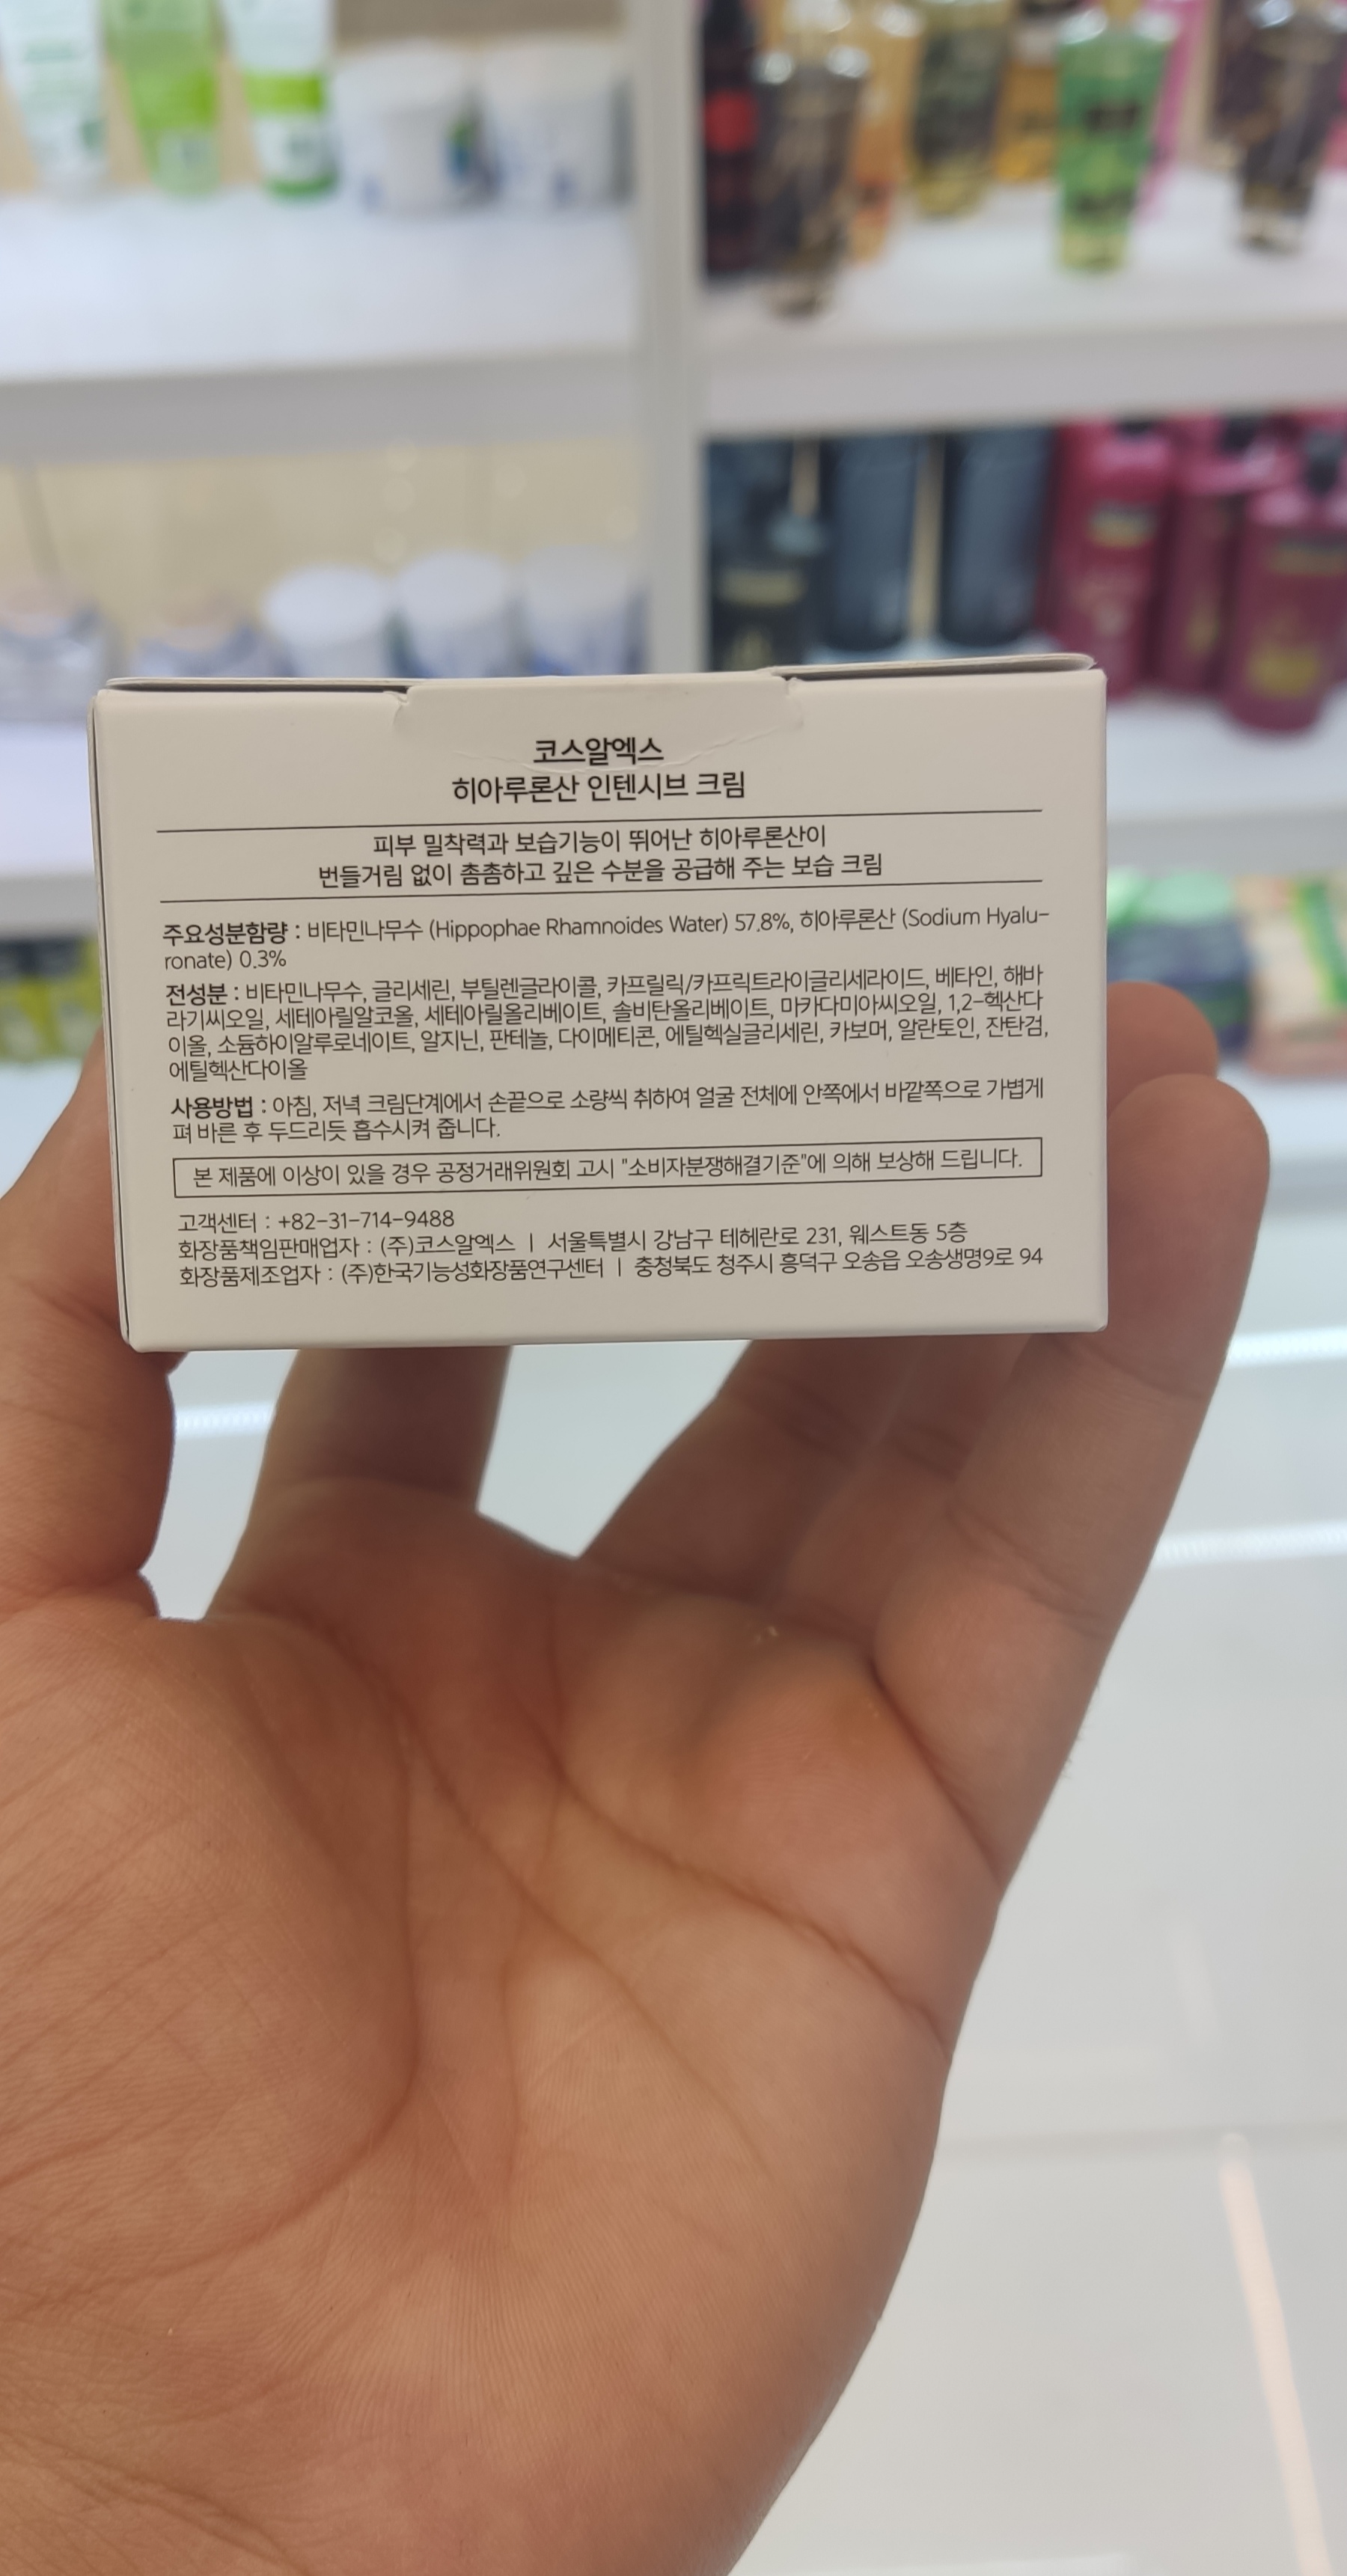 코스알엑스
히아루론산 인텐시브 크림
피부 밀착력과 보습기능이 뛰어난 히아루론산이
번들거림 없이 촘촘하고 깊은 수분을 공급해 주는 보습 크림
주요성분함량 : 비타민나무수 (Hippophae Rhamnoides Water) 57.8%, 히아루론산 (Sodium Hyalu-
ronate) 0.3%
전성분 : 비타민나무수, 글리세린, 부틸렌글라이콜, 카프릴릭/카프릭트라이글리세라이드, 베타인, 해바
라기씨오일, 세테아릴알코올, 세테아릴올리베이트, 솔비탄올리베이트, 마카다미아씨오일, 1,2-헥산다
이올, 소듐하이알루로네이트, 알지닌, 판테놀, 다이메티콘, 에틸헥실글리세린, 카보머, 알란토인, 잔탄검,
에틸헥산다이올
사용방법 : 아침, 저녁 크림단계에서 손끝으로 소량씩 취하여 얼굴 전체에 안쪽에서 바깥쪽으로 가볍게
펴 바른 후 두드리듯 흡수시켜 줍니다.
본 제품에 이상이 있을 경우 공정거래위원회 고시 "소비자분쟁해결기준"에 의해 보상해 드립니다.
고객센터 : +82-31-714-9488
화장품책임판매업자 : (주)코스알엑스 | 서울특별시 강남구 테헤란로 231, 웨스트동 5층
화장품제조업자 : (주)한국기능성화장품연구센터 | 충청북도 청주시 흥덕구 오송읍 오송생명9로 94